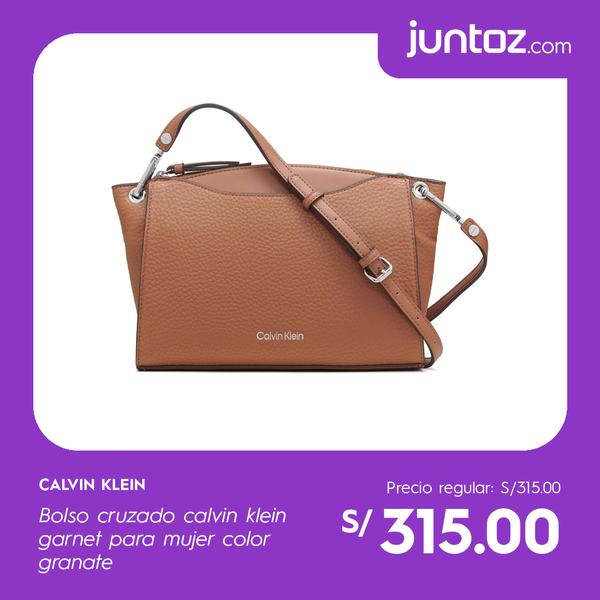 juntoz.com
Calvin Klein
CALVIN KLEIN
Bolso cruzado calvin klein
garnet para mujer color
granate
Precio regular: S/315.00
S/ 315.00